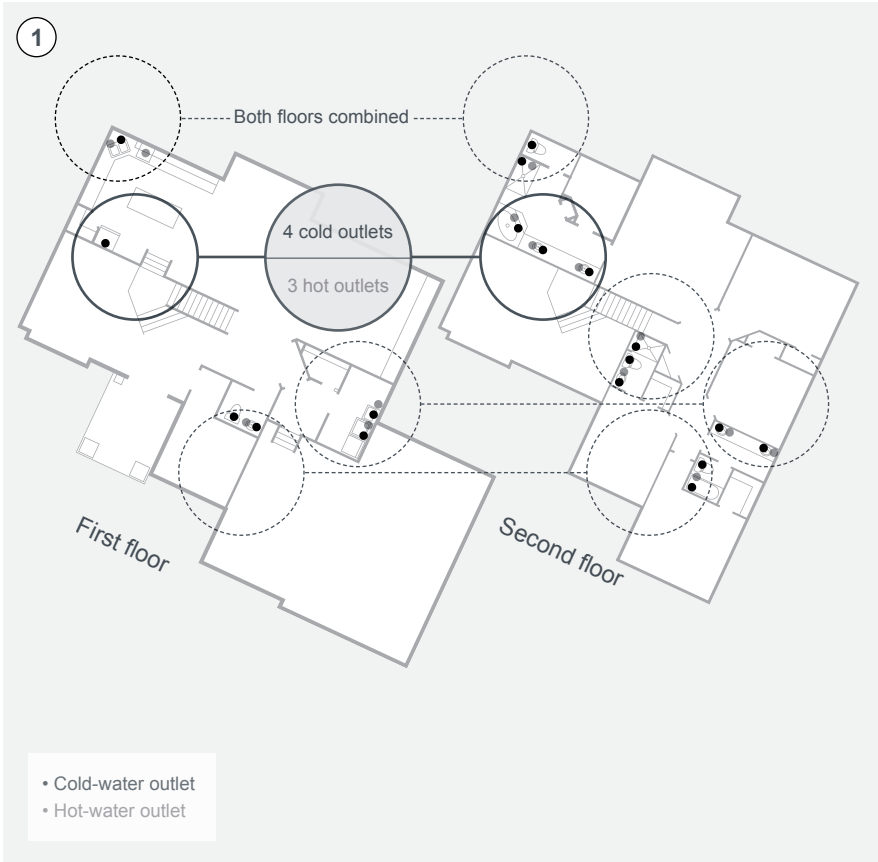 1
Both floors combined
4 cold outlets
3 hot outlets
First floor
Second floor
• Cold-water outlet
• Hot-water outlet